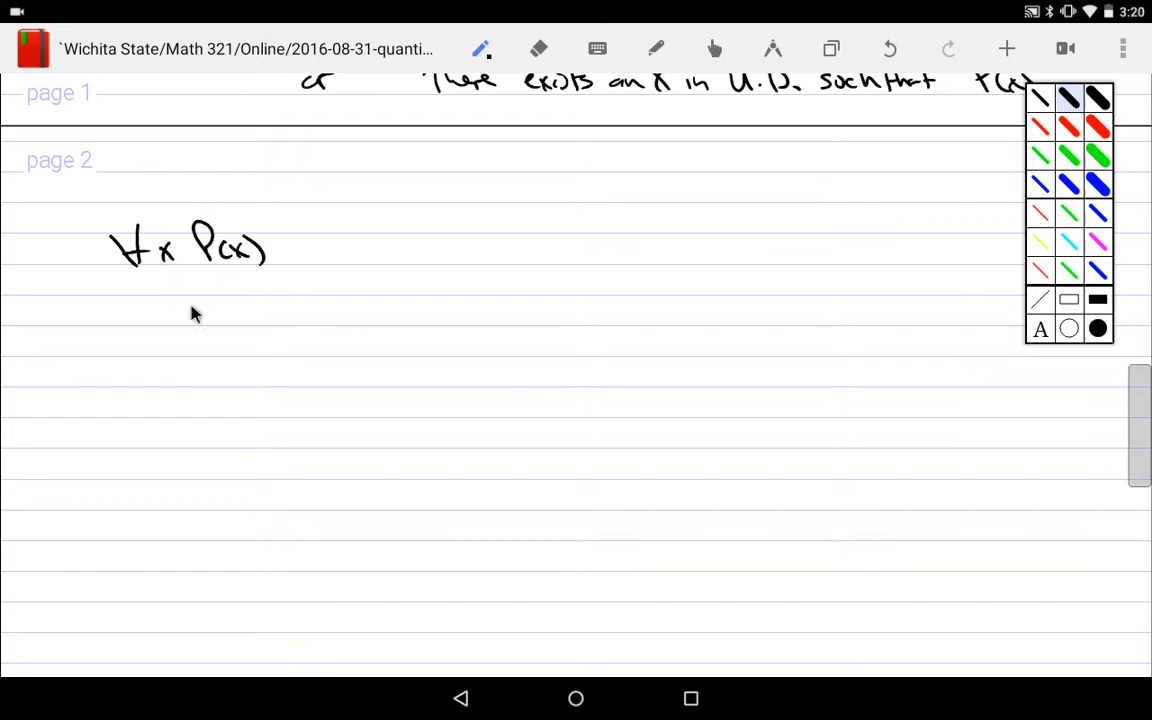 3:20
`Wichita State/Math 321/Online/2016-08-31-quanti...
or There exists an x in U.D. such that P(x)
page 1
page 2
∀x P(x)
A